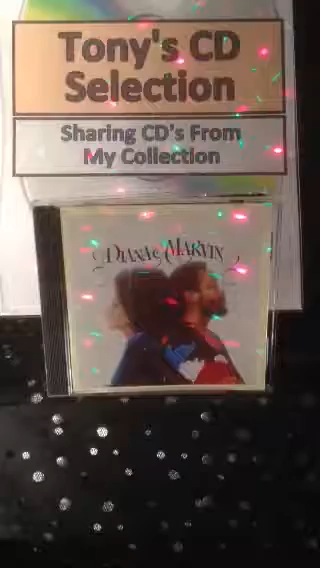 Tony's CD
Selection
Sharing CD's From
My Collection
DIANA & MARVIN